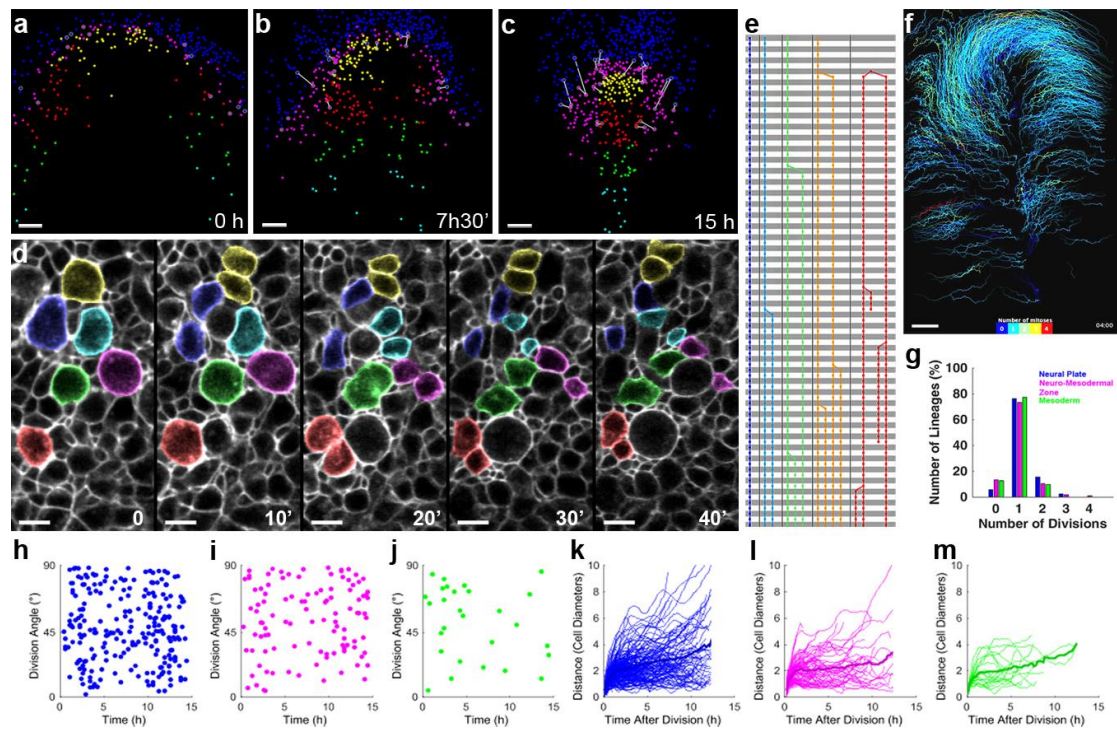 a
b
c
e
f
0 h
7h30’
15 h
d
0
10’
20’
30’
40’
Number of mitoses
0
4
04:00
g
Number of Lineages (%)
100
80
60
40
20
0
0 1 2 3 4
Number of Divisions
Neural Plate
Neuro-Mesodermal
Zone
Mesoderm
h
Division Angle (°)
90
45
0
0 5 10 15
Time (h)
i
Division Angle (°)
90
45
0
0 5 10 15
Time (h)
j
Division Angle (°)
90
45
0
0 5 10 15
Time (h)
k
Distance (Cell Diameters)
10
8
6
4
2
0
0 5 10 15
Time After Division (h)
l
Distance (Cell Diameters)
10
8
6
4
2
0
0 5 10 15
Time After Division (h)
m
Distance (Cell Diameters)
10
8
6
4
2
0
0 5 10 15
Time After Division (h)